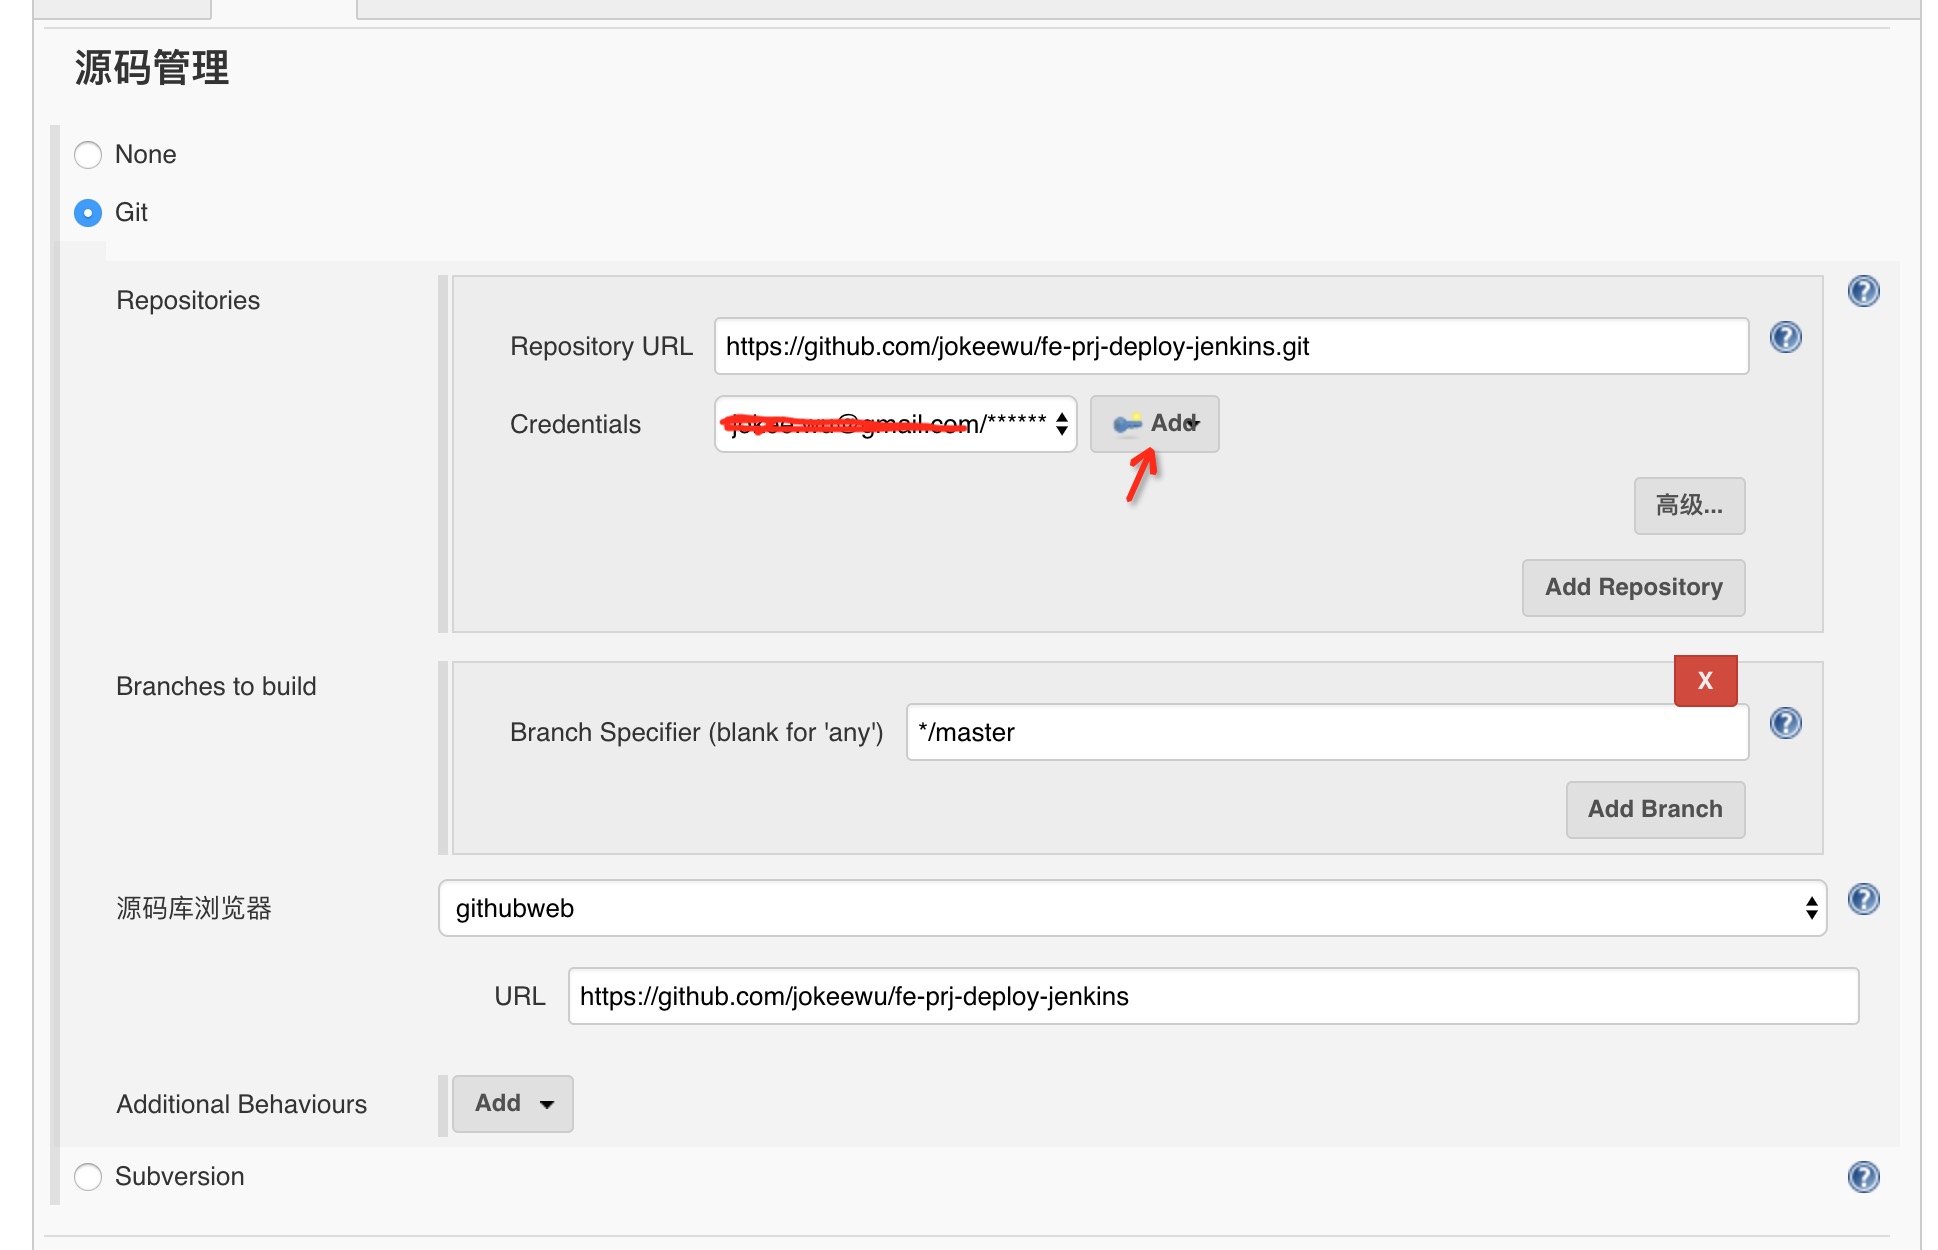 源码管理
None
Git
Repositories
Repository URL https://github.com/jokeewu/fe-prj-deploy-jenkins.git
Credentials @gmail.com/****** Add
高级...
Add Repository
Branches to build
X
Branch Specifier (blank for 'any') */master
Add Branch
源码库浏览器 githubweb
URL https://github.com/jokeewu/fe-prj-deploy-jenkins
Additional Behaviours Add
Subversion